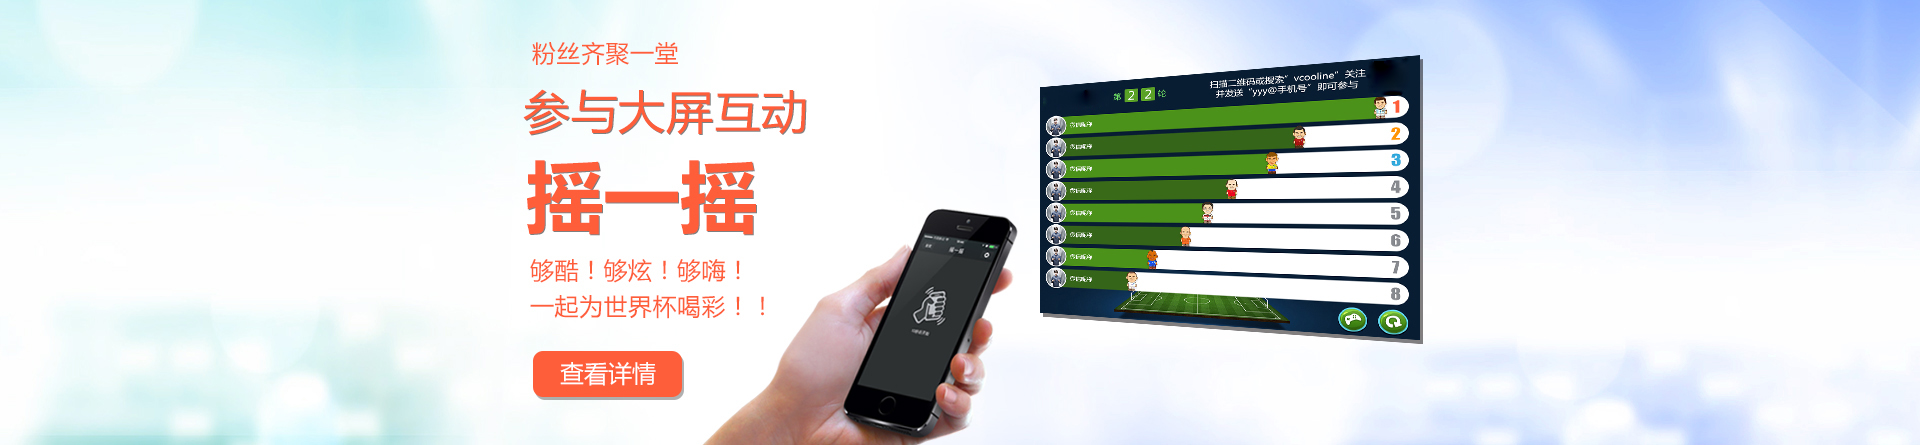 粉丝齐聚一堂
参与大屏互动
摇一摇
够酷！够炫！够嗨！
一起为世界杯喝彩！！
查看详情
摇一摇
扫描二维码或搜索”vcooline”关注
并发送“yyy@手机号”即可参与
第 2 2 轮
1
2
3
4
5
6
7
8